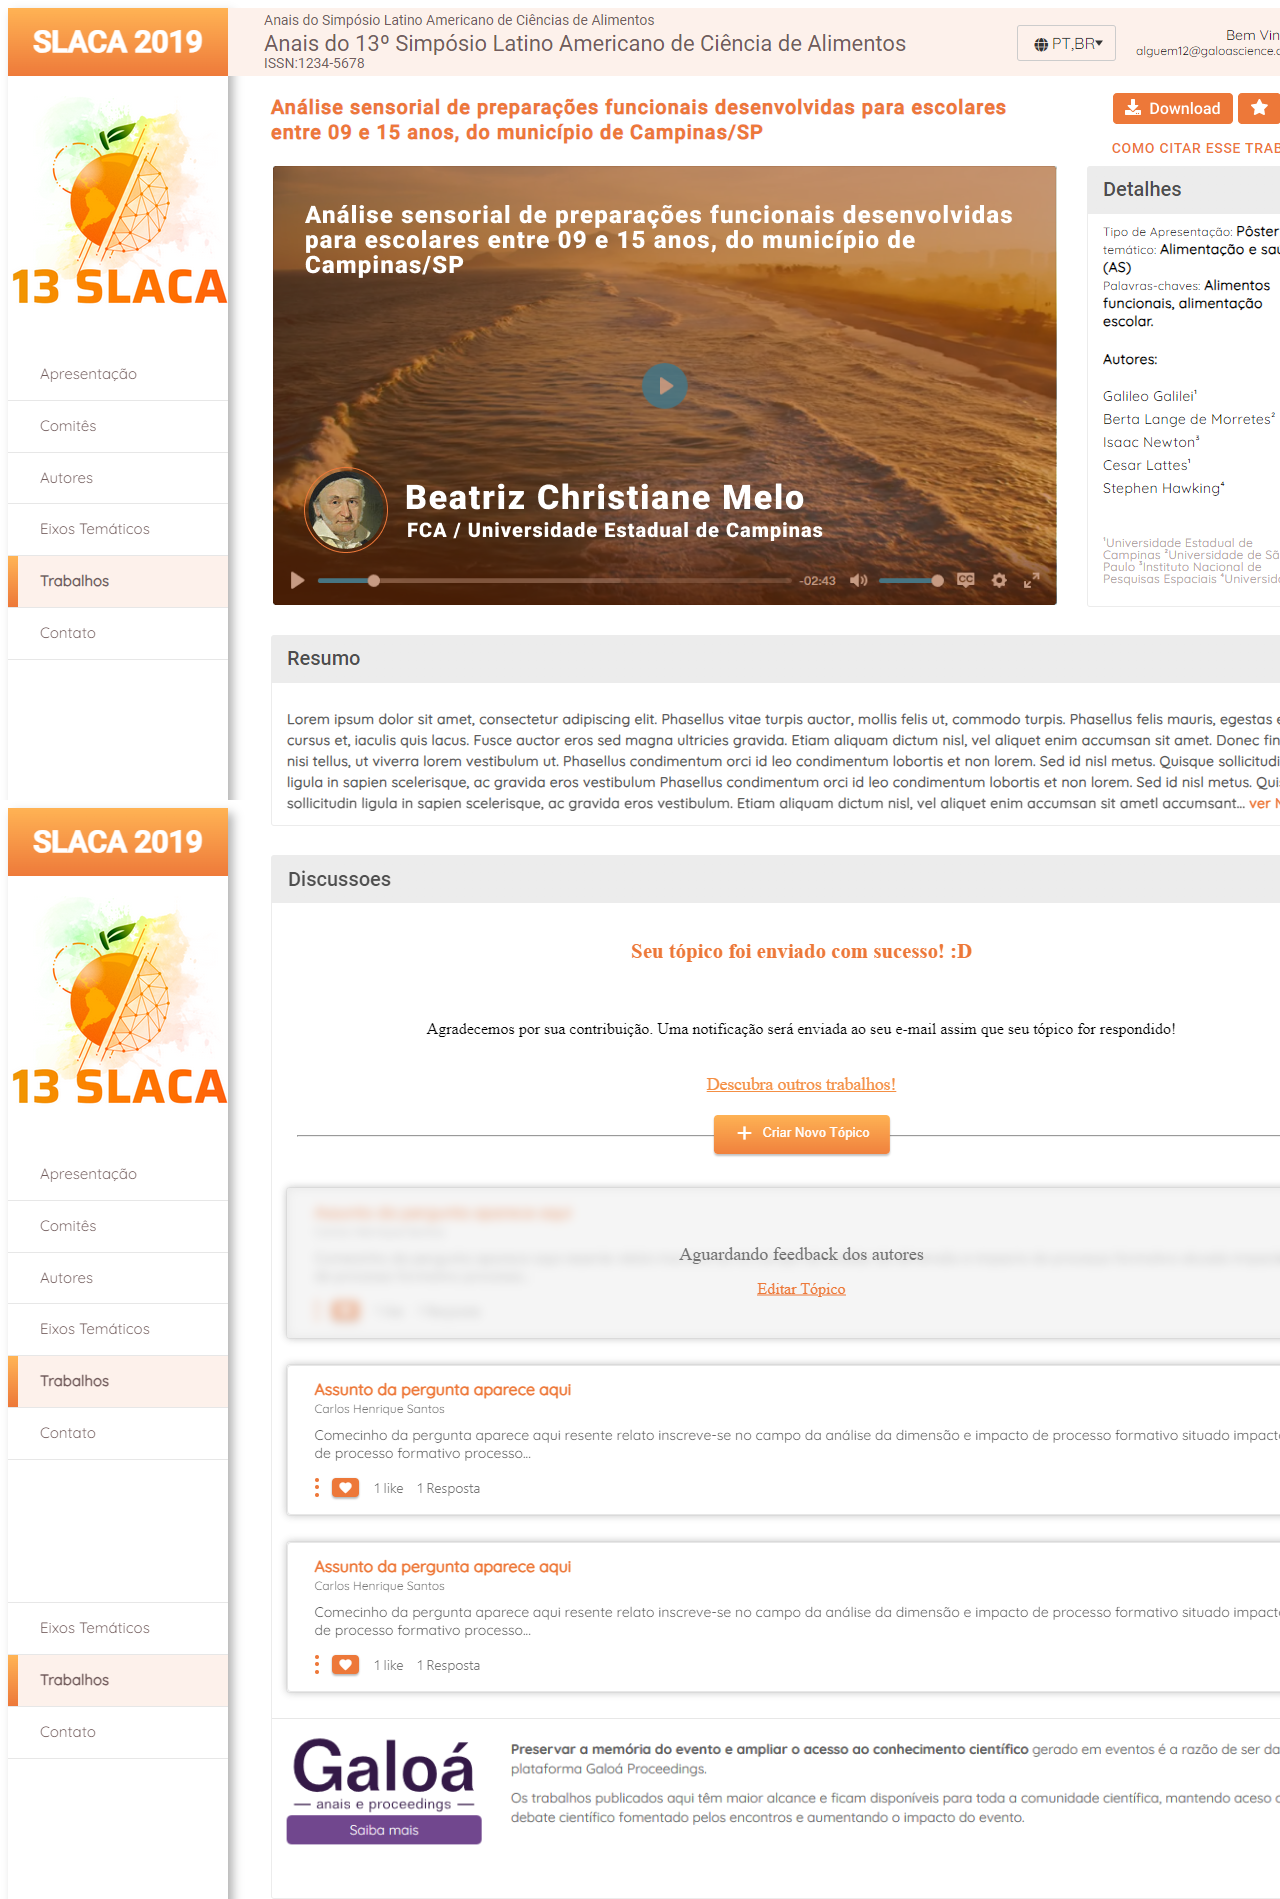 SLACA 2019
Anais do Simpósio Latino Americano de Ciências de Alimentos
Anais do 13º Simpósio Latino Americano de Ciência de Alimentos
ISSN:1234-5678
PT,BR
Bem Vin
alguem12@galoascience.c
13 SLACA
Apresentação
Comitês
Autores
Eixos Temáticos
Trabalhos
Contato
Análise sensorial de preparações funcionais desenvolvidas para escolares
entre 09 e 15 anos, do município de Campinas/SP
Download
COMO CITAR ESSE TRAB
Análise sensorial de preparações funcionais desenvolvidas
para escolares entre 09 e 15 anos, do município de
Campinas/SP
Beatriz Christiane Melo
FCA / Universidade Estadual de Campinas
-02:43
CC
Detalhes
Tipo de Apresentação: Pôster
temático: Alimentação e saú
(AS)
Palavras-chaves: Alimentos
funcionais, alimentação
escolar.
Autores:
Galileo Galilei¹
Berta Lange de Morretes²
Isaac Newton³
Cesar Lattes¹
Stephen Hawking⁴
¹Universidade Estadual de
Campinas ²Universidade de Sã
Paulo ³Instituto Nacional de
Pesquisas Espaciais ⁴Universid
Resumo
Lorem ipsum dolor sit amet, consectetur adipiscing elit. Phasellus vitae turpis auctor, mollis felis ut, commodo turpis. Phasellus felis mauris, egestas e
cursus et, iaculis quis lacus. Fusce auctor eros sed magna ultricies gravida. Etiam aliquam dictum nisl, vel aliquet enim accumsan sit amet. Donec fin
nisi tellus, ut viverra lorem vestibulum ut. Phasellus condimentum orci id leo condimentum lobortis et non lorem. Sed id nisl metus. Quisque sollicitudi
ligula in sapien scelerisque, ac gravida eros vestibulum Phasellus condimentum orci id leo condimentum lobortis et non lorem. Sed id nisl metus. Qui
sollicitudin ligula in sapien scelerisque, ac gravida eros vestibulum. Etiam aliquam dictum nisl, vel aliquet enim accumsan sit ametl accumsant... ver
SLACA 2019
13 SLACA
Apresentação
Comitês
Autores
Eixos Temáticos
Trabalhos
Contato
Eixos Temáticos
Trabalhos
Contato
Discussoes
Seu tópico foi enviado com sucesso! :D
Agradecemos por sua contribuição. Uma notificação será enviada ao seu e-mail assim que seu tópico for respondido!
Descubra outros trabalhos!
Criar Novo Tópico
Aguardando feedback dos autores
Editar Tópico
Assunto da pergunta aparece aqui
Carlos Henrique Santos
Comecinho da pergunta aparece aqui resente relato inscreve-se no campo da análise da dimensão e impacto de processo formativo situado impact
de processo formativo processo...
1 like 1 Resposta
Assunto da pergunta aparece aqui
Carlos Henrique Santos
Comecinho da pergunta aparece aqui resente relato inscreve-se no campo da análise da dimensão e impacto de processo formativo situado impact
de processo formativo processo...
1 like 1 Resposta
Galoá
anais e proceedings
Saiba mais
Preservar a memória do evento e ampliar o acesso ao conhecimento científico gerado em eventos é a razão de ser da
plataforma Galoá Proceedings.
Os trabalhos publicados aqui têm maior alcance e ficam disponíveis para toda a comunidade científica, mantendo aceso
debate científico fomentado pelos encontros e aumentando o impacto do evento.